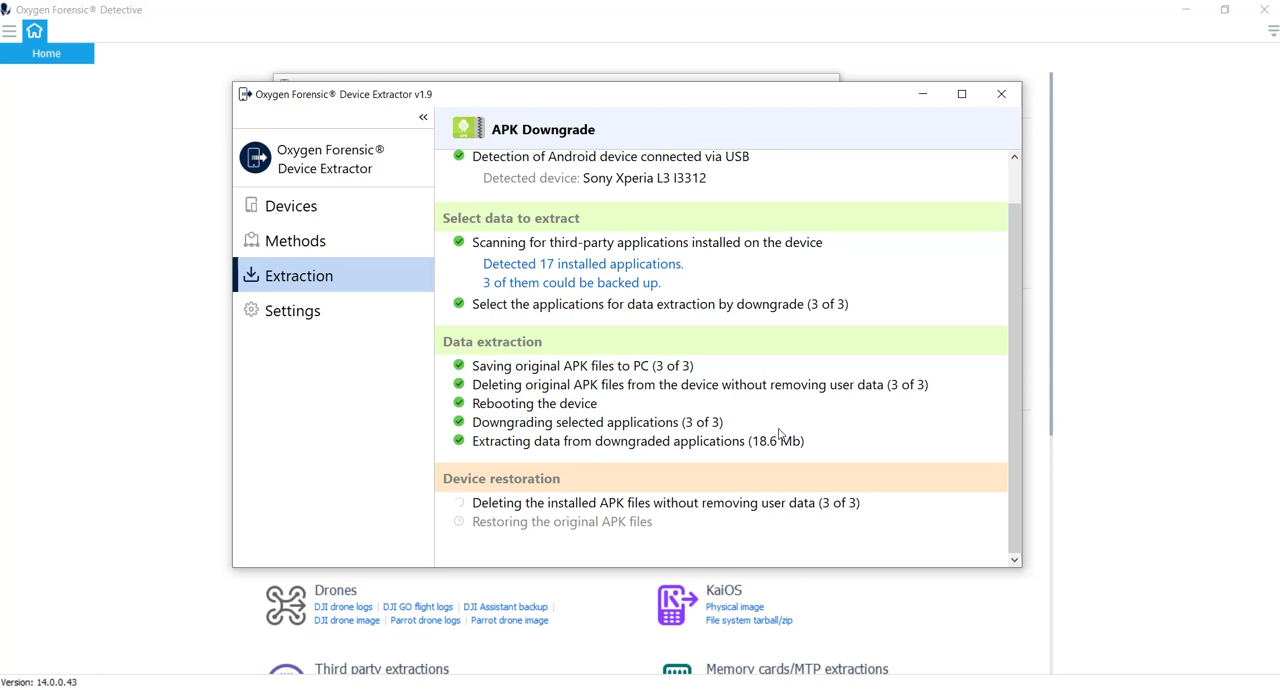 Oxygen Forensic® Detective
Home
Oxygen Forensic® Device Extractor v1.9
«
Oxygen Forensic®
Device Extractor
Devices
Methods
Extraction
Settings
APK Downgrade
Detection of Android device connected via USB
Detected device: Sony Xperia L3 I3312
Select data to extract
Scanning for third-party applications installed on the device
Detected 17 installed applications.
3 of them could be backed up.
Select the applications for data extraction by downgrade (3 of 3)
Data extraction
Saving original APK files to PC (3 of 3)
Deleting original APK files from the device without removing user data (3 of 3)
Rebooting the device
Downgrading selected applications (3 of 3)
Extracting data from downgraded applications (18.6 Mb)
Device restoration
Deleting the installed APK files without removing user data (3 of 3)
Restoring the original APK files
Drones
DJI drone logs | DJI GO flight logs | DJI Assistant backup |
DJI drone image | Parrot drone logs | Parrot drone image
KaiOS
Physical image
File system tarball/zip
Third party extractions
Memory cards/MTP extractions
Version: 14.0.0.43